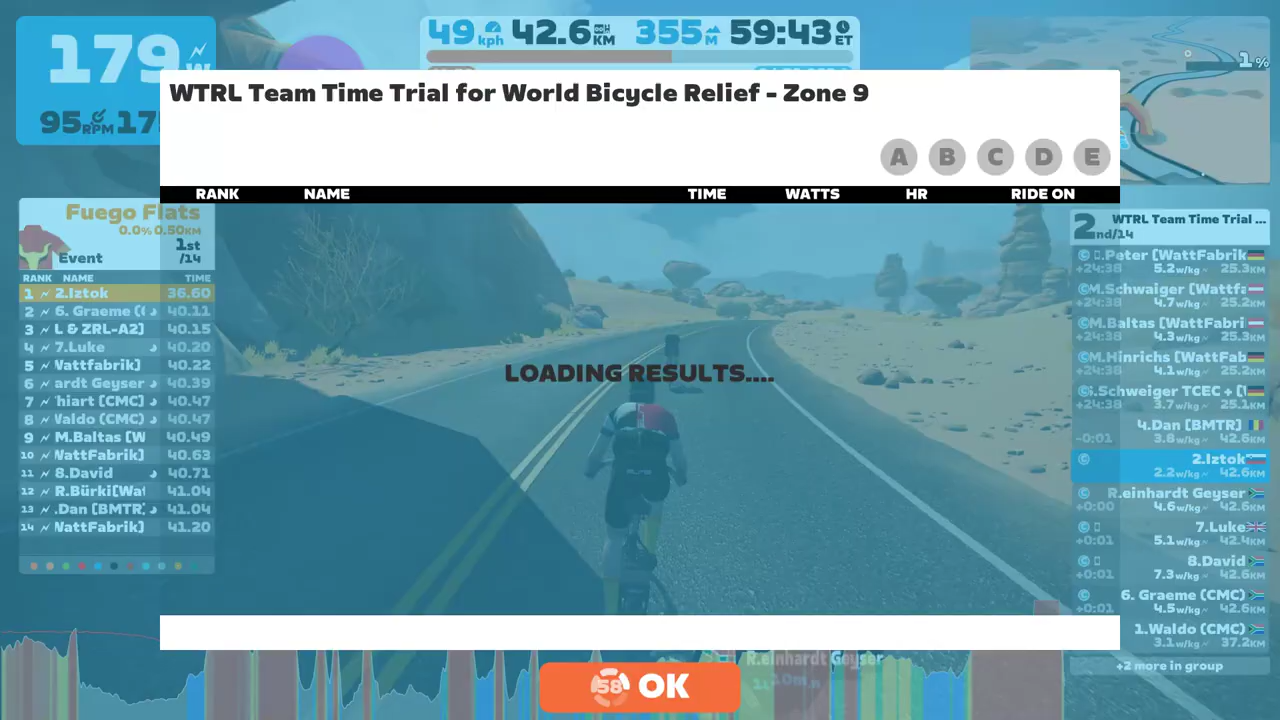 179 W
95 RPM
49 kph 42.6 KM 355 M 59:43 ET
1%
WTRL Team Time Trial for World Bicycle Relief - Zone 9
A B C D E
RANK NAME TIME WATTS HR RIDE ON
Fuego Flats
0.0% 0.50KM
1st
Event /14
RANK NAME TIME
1 2.Iztok 36.60
2 6. Graeme (C 40.11
3 L & ZRL-A2] 40.15
4 7.Luke 40.20
5 Wattfabrik] 40.22
6 ardt Geyser 40.39
7 hiart (CMC) 40.47
8 Waldo (CMC) 40.47
9 M.Baltas [W 40.49
10 WattFabrik] 40.63
11 8.David 40.71
12 R.Bürki[Wat 41.04
13 .Dan [BMTR] 41.04
14 WattFabrik] 41.20
LOADING RESULTS....
2nd/14 WTRL Team Time Trial ...
.Peter [WattFabrik
+24:38 5.2w/kg 25.3KM
M.Schwaiger [Wattfa
+24:38 4.7w/kg 25.2KM
M.Baltas [WattFabri
+24:38 4.3w/kg 25.3KM
M.Hinrichs [WattFab
+24:38 4.1w/kg 25.2KM
.Schweiger TCEC + [
+24:38 3.7w/kg 25.1KM
4.Dan [BMTR]
-0:01 3.8w/kg 42.6KM
2.Iztok
2.2w/kg 42.6KM
R.einhardt Geyser
+0:00 4.6w/kg 42.6KM
7.Luke
+0:01 5.1w/kg 42.4KM
8.David
+0:01 7.3w/kg 42.6KM
6. Graeme (CMC)
+0:01 4.5w/kg 42.6KM
1.Waldo (CMC)
3.1w/kg 37.2KM
+2 more in group
R.einhardt Geyser
58 OK